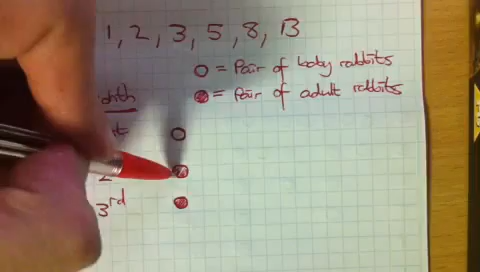 1, 2, 3, 5, 8, 13
= Pair of baby rabbits
= Pair of adult rabbits
3rd